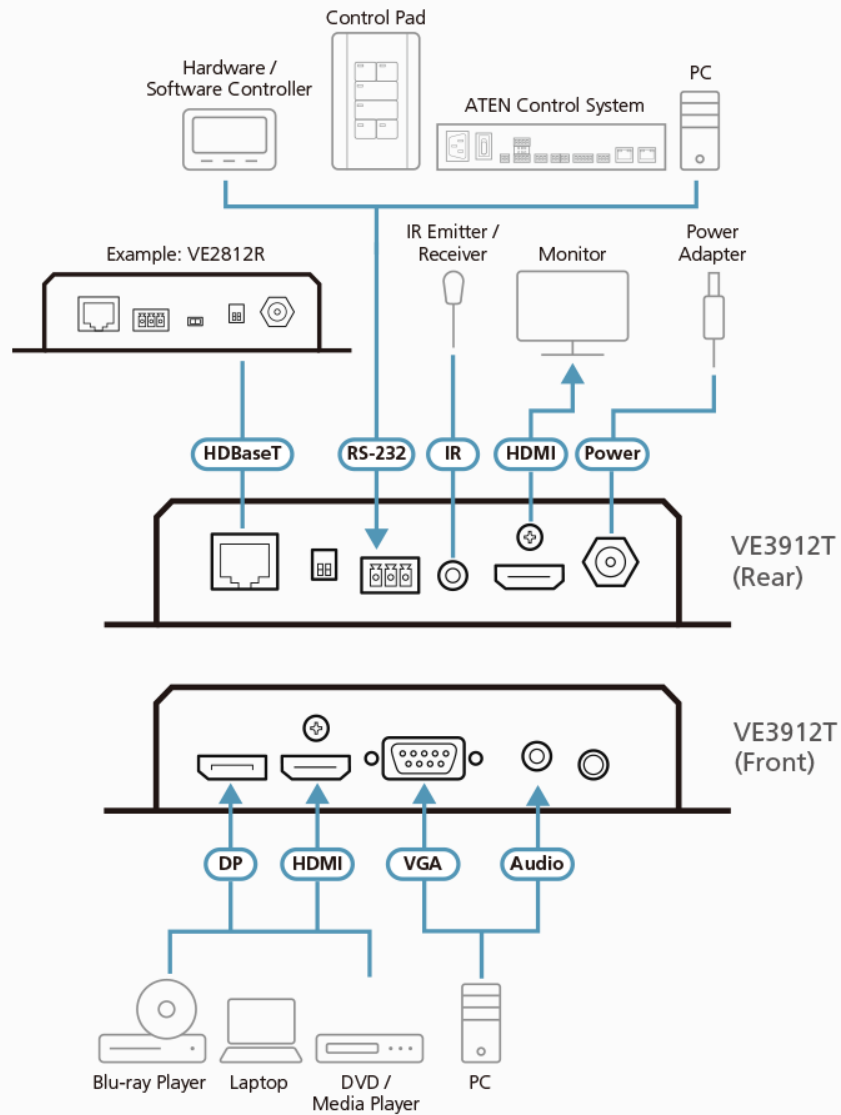 Control Pad
Hardware /
Software Controller
ATEN Control System
PC
Example: VE2812R
IR Emitter /
Receiver
Monitor
Power
Adapter
HDBaseT
RS-232
IR
HDMI
Power
VE3912T
(Rear)
VE3912T
(Front)
DP
HDMI
VGA
Audio
Blu-ray Player
Laptop
DVD /
Media Player
PC